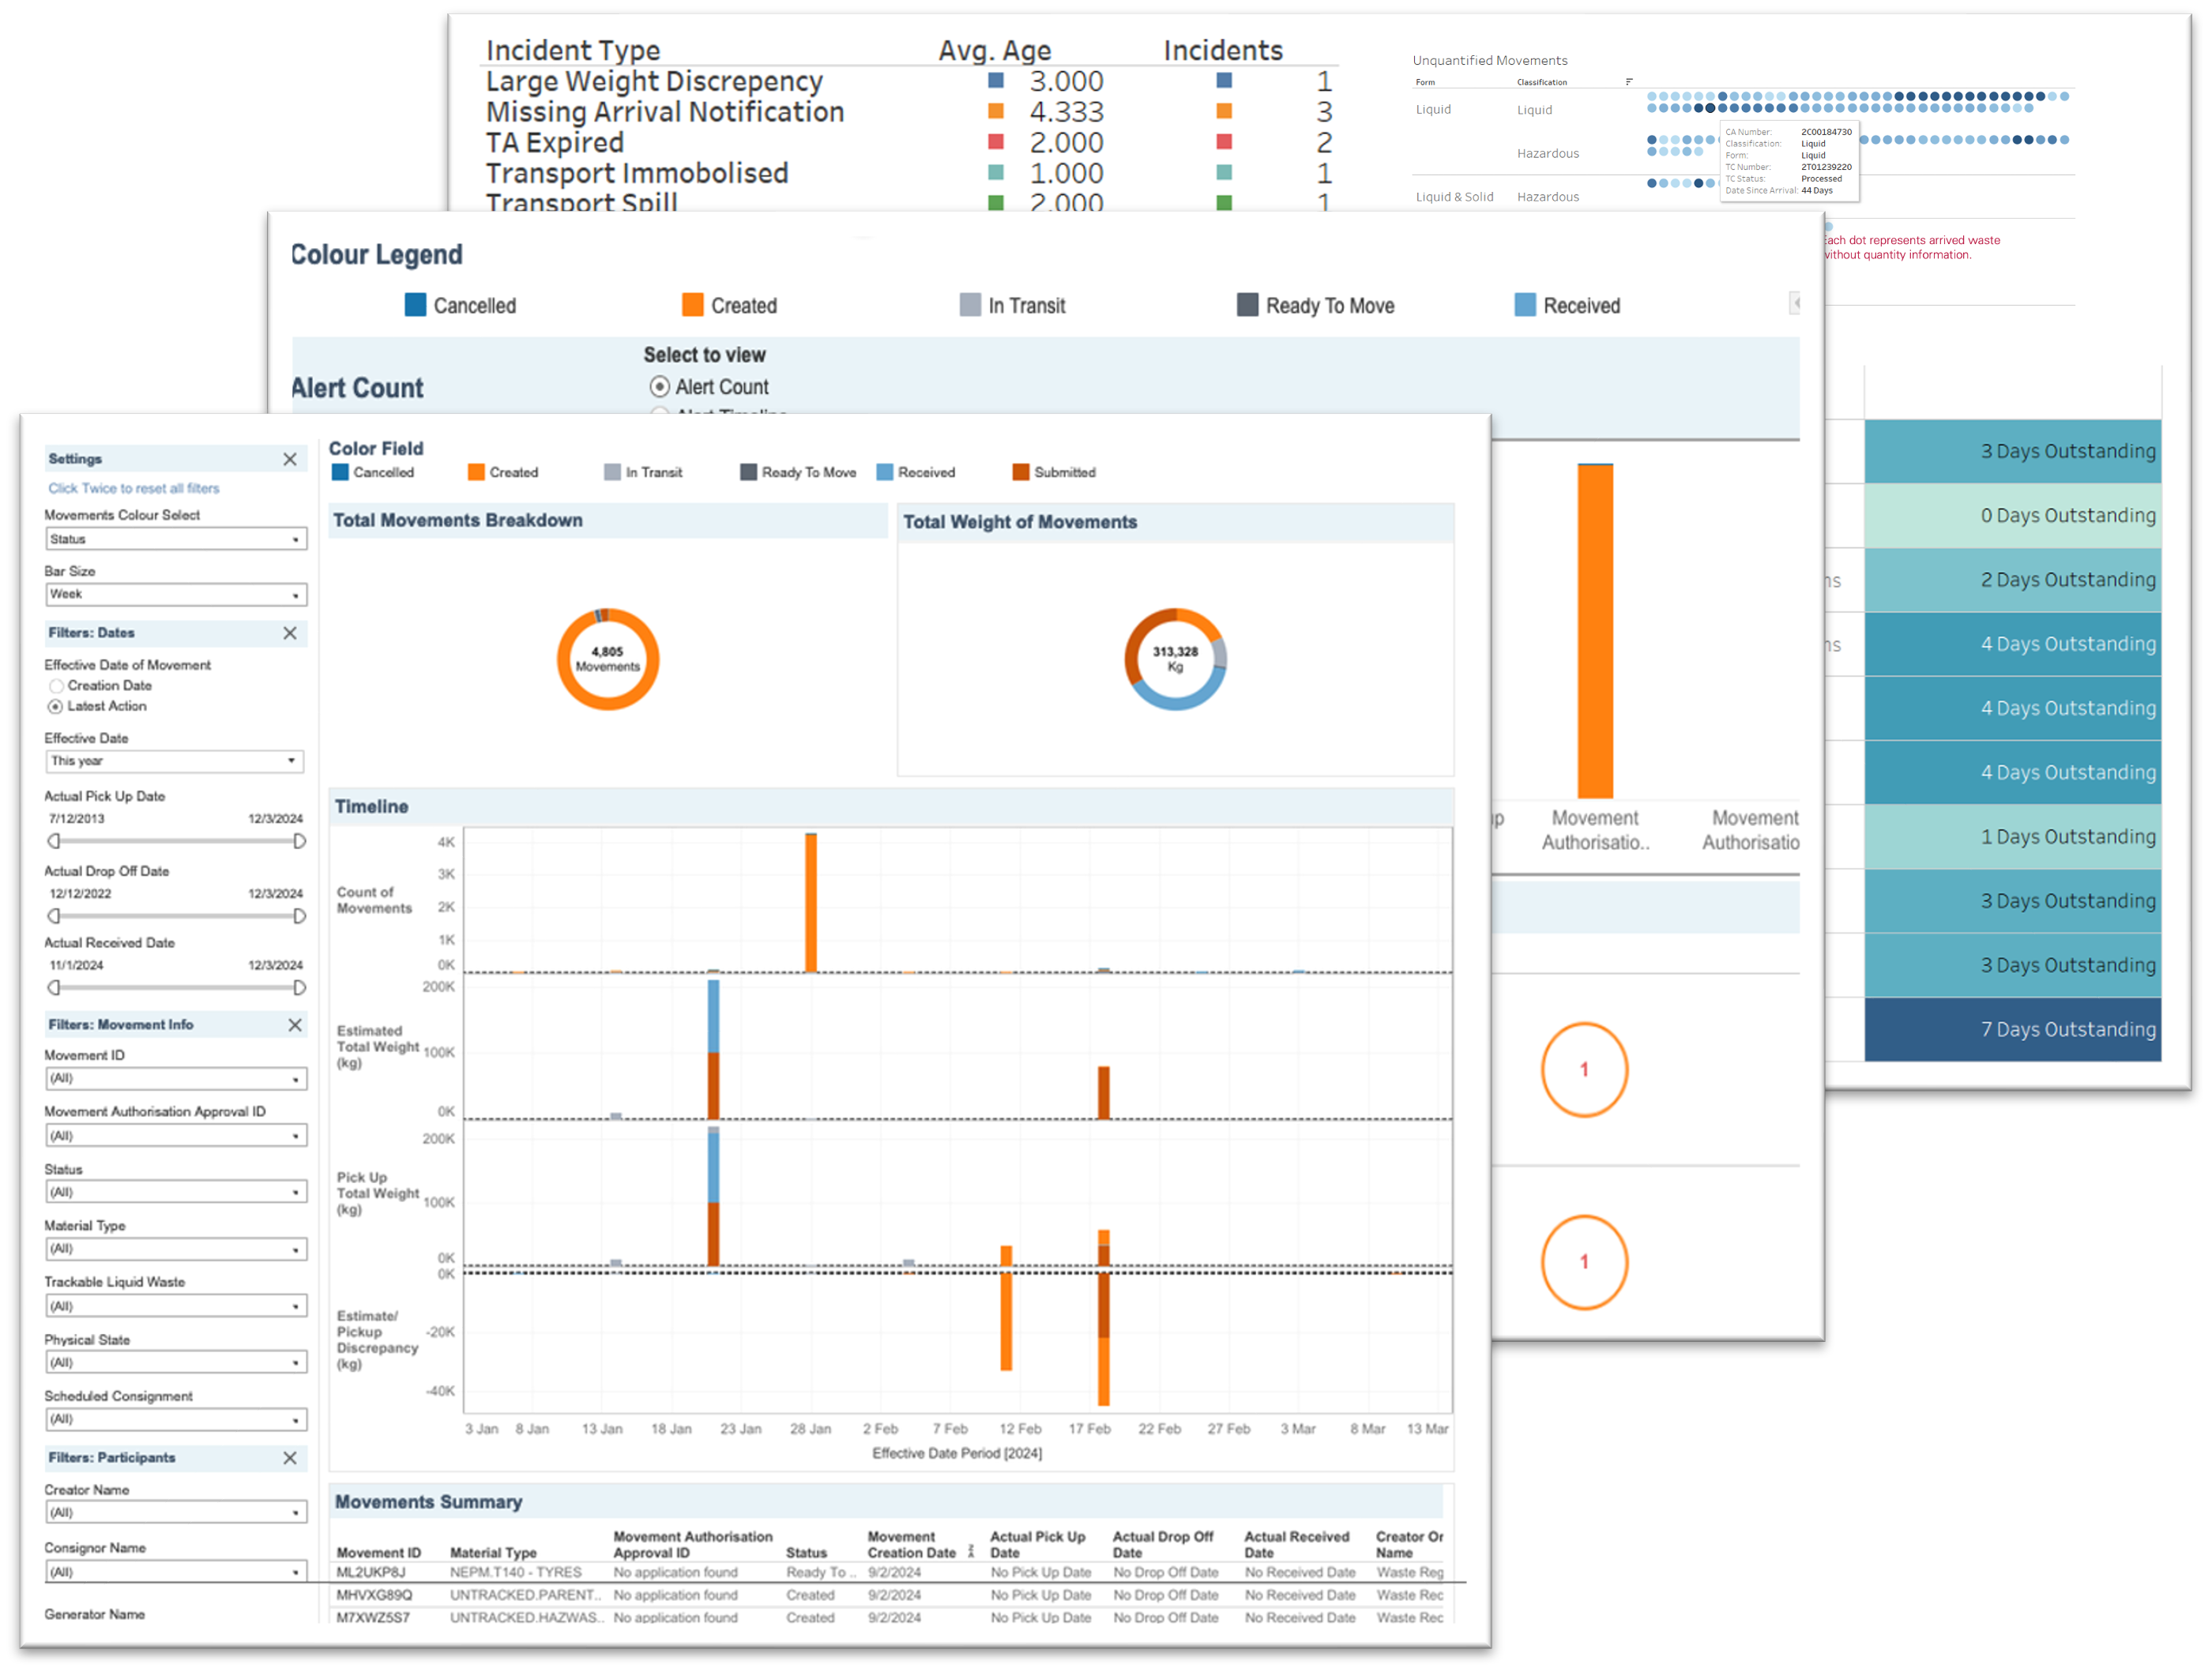 Incident Type Avg. Age Incidents
Large Weight Discrepency 3.000 1
Missing Arrival Notification 4.333 3
TA Expired 2.000 2
Transport Immobolised 1.000 1
Transport Spill 2.000 1
Unquantified Movements
Form Classification
Liquid Liquid
Hazardous
Liquid & Solid Hazardous
CA Number: 2C00184730
Classification: Liquid
Form: Liquid
TC Number: 2T01239220
TC Status: Processed
Date Since Arrival: 44 Days
Each dot represents arrived waste
without quantity information.
3 Days Outstanding
0 Days Outstanding
ns 2 Days Outstanding
ns 4 Days Outstanding
4 Days Outstanding
4 Days Outstanding
1 Days Outstanding
3 Days Outstanding
3 Days Outstanding
7 Days Outstanding
Colour Legend
Cancelled Created In Transit Ready To Move Received
Select to view
Alert Count
Alert Count
Alert Timeline
up Movement Movement
Authorisatio.. Authorisatio
1
1
Settings
Click Twice to reset all filters
Movements Colour Select
Status
Bar Size
Week
Filters: Dates
Effective Date of Movement
Creation Date
Latest Action
Effective Date
This year
Actual Pick Up Date
7/12/2013 12/3/2024
Actual Drop Off Date
12/12/2022 12/3/2024
Actual Received Date
11/1/2024 12/3/2024
Filters: Movement Info
Movement ID
(All)
Movement Authorisation Approval ID
(All)
Status
(All)
Material Type
(All)
Trackable Liquid Waste
(All)
Physical State
(All)
Scheduled Consignment
(All)
Filters: Participants
Creator Name
(All)
Consignor Name
(All)
Generator Name
Color Field
Cancelled Created In Transit Ready To Move Received Submitted
Total Movements Breakdown
4,805
Movements
Total Weight of Movements
313,328
Kg
Timeline
Count of
Movements
4K
3K
2K
1K
0K
Estimated
Total Weight
(kg)
200K
100K
0K
Pick Up
Total Weight
(kg)
200K
100K
0K
Estimate/
Pickup
Discrepancy
(kg)
0K
-20K
-40K
3 Jan 8 Jan 13 Jan 18 Jan 23 Jan 28 Jan 2 Feb 7 Feb 12 Feb 17 Feb 22 Feb 27 Feb 3 Mar 8 Mar 13 Mar
Effective Date Period [2024]
Movements Summary
Movement ID Material Type Movement Authorisation Approval ID Status Movement Creation Date Actual Pick Up Date Actual Drop Off Date Actual Received Date Creator Or Name
ML2UKP8J NEPM.T140 - TYRES No application found Ready To .. 9/2/2024 No Pick Up Date No Drop Off Date No Received Date Waste Reg
MHVXG89Q UNTRACKED.PARENT.. No application found Created 9/2/2024 No Pick Up Date No Drop Off Date No Received Date Waste Rec
M7XWZ5S7 UNTRACKED.HAZWAS.. No application found Created 9/2/2024 No Pick Up Date No Drop Off Date No Received Date Waste Rec